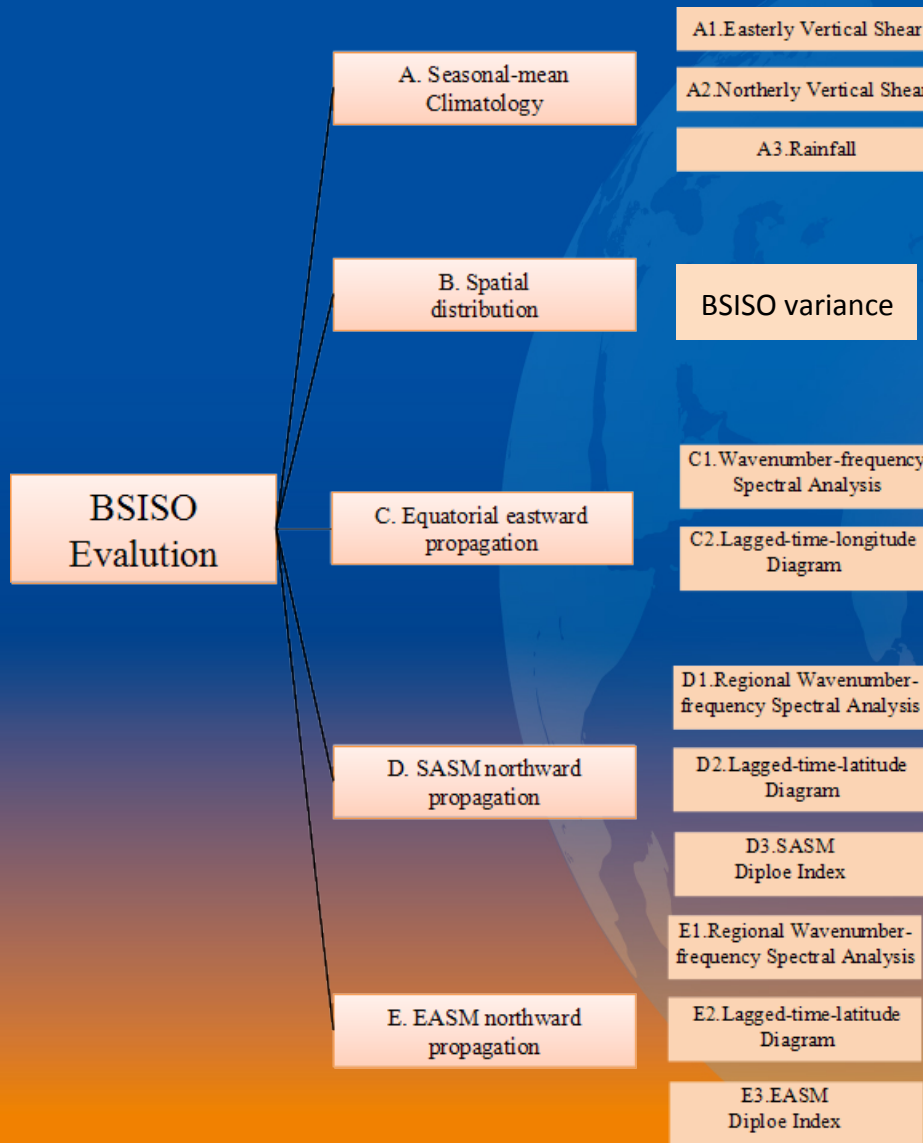 A1.Easterly Vertical Shear
A. Seasonal-mean
Climatology
A2.Northerly Vertical Shear
A3.Rainfall
B. Spatial
distribution
BSISO variance
BSISO
Evalution
C. Equatorial eastward
propagation
C1.Wavenumber-frequency
Spectral Analysis
C2.Lagged-time-longitude
Diagram
D. SASM northward
propagation
D1.Regional Wavenumber-
frequency Spectral Analysis
D2.Lagged-time-latitude
Diagram
D3.SASM
Diploe Index
E. EASM northward
propagation
E1.Regional Wavenumber-
frequency Spectral Analysis
E2.Lagged-time-latitude
Diagram
E3.EASM
Diploe Index